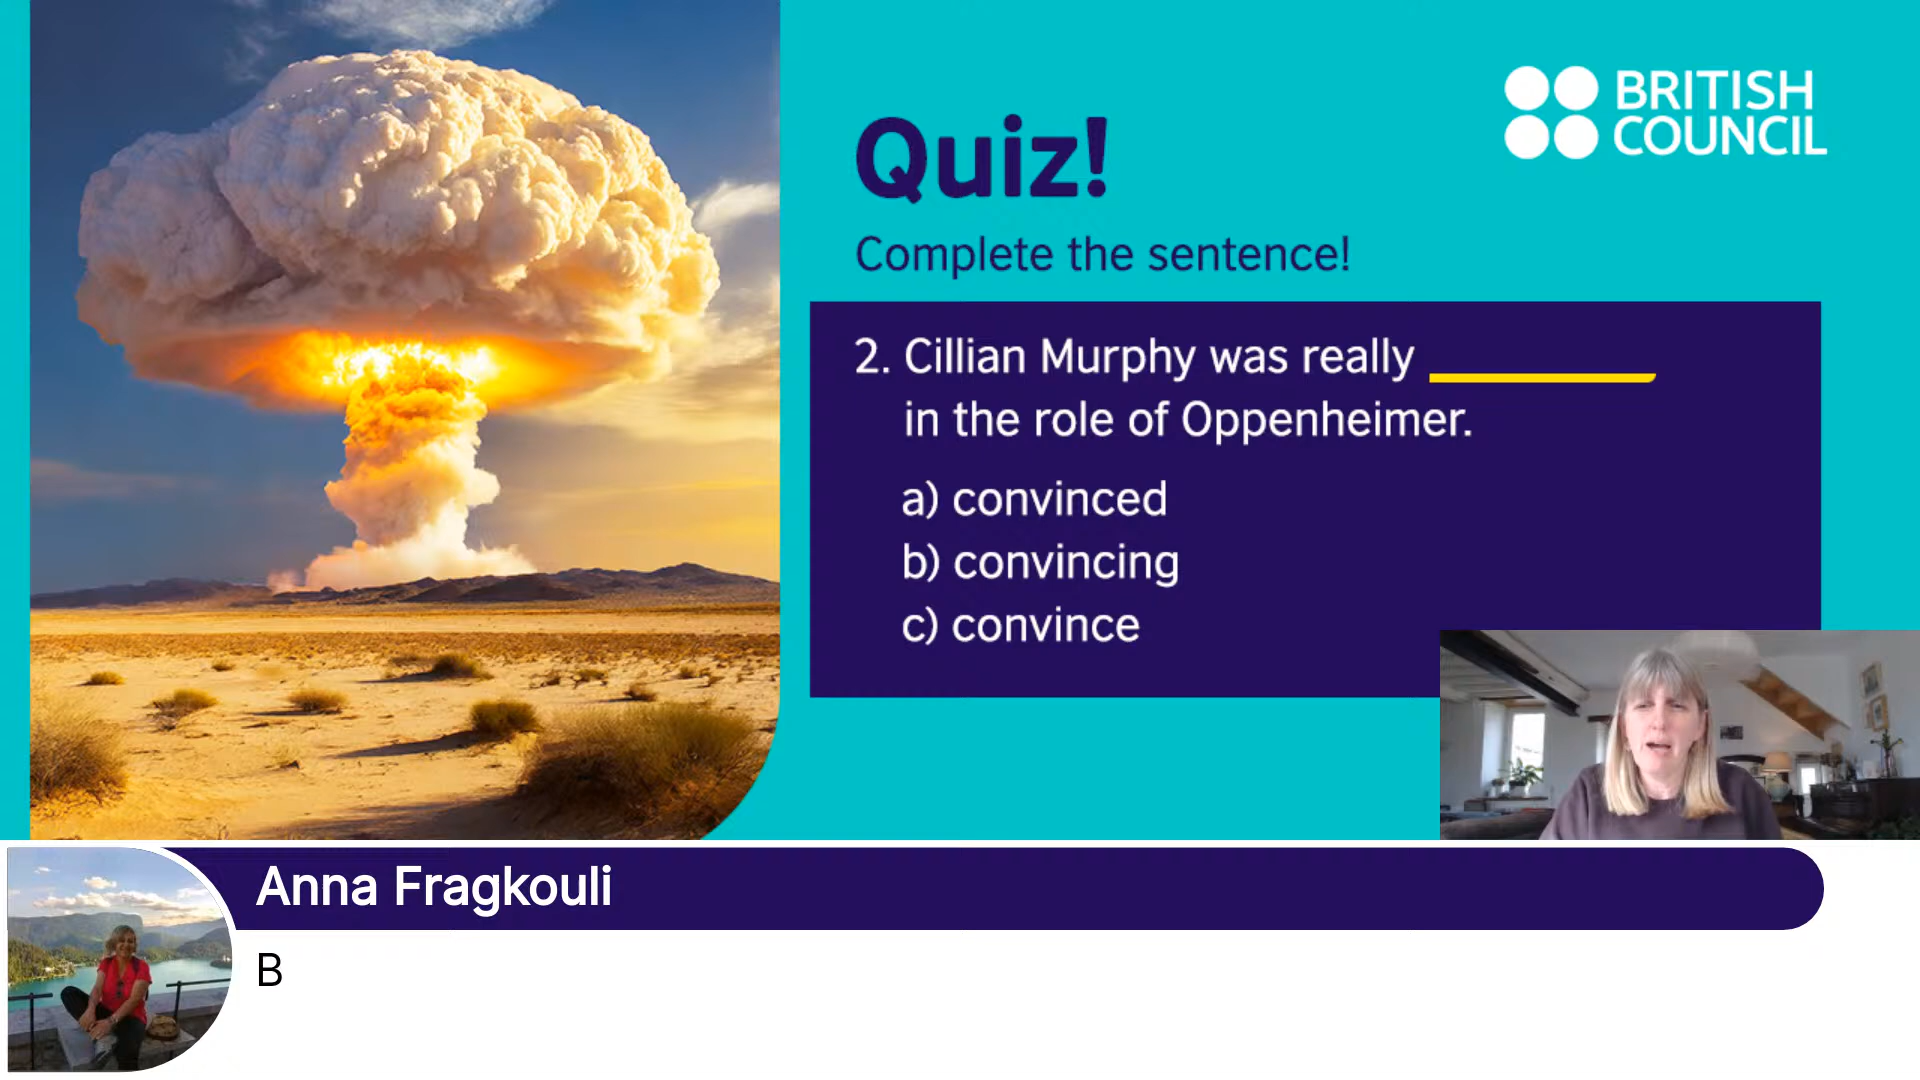 BRITISH
COUNCIL
Quiz!
Complete the sentence!
2. Cillian Murphy was really
in the role of Oppenheimer.
a) convinced
b) convincing
c) convince
Anna Fragkouli
B